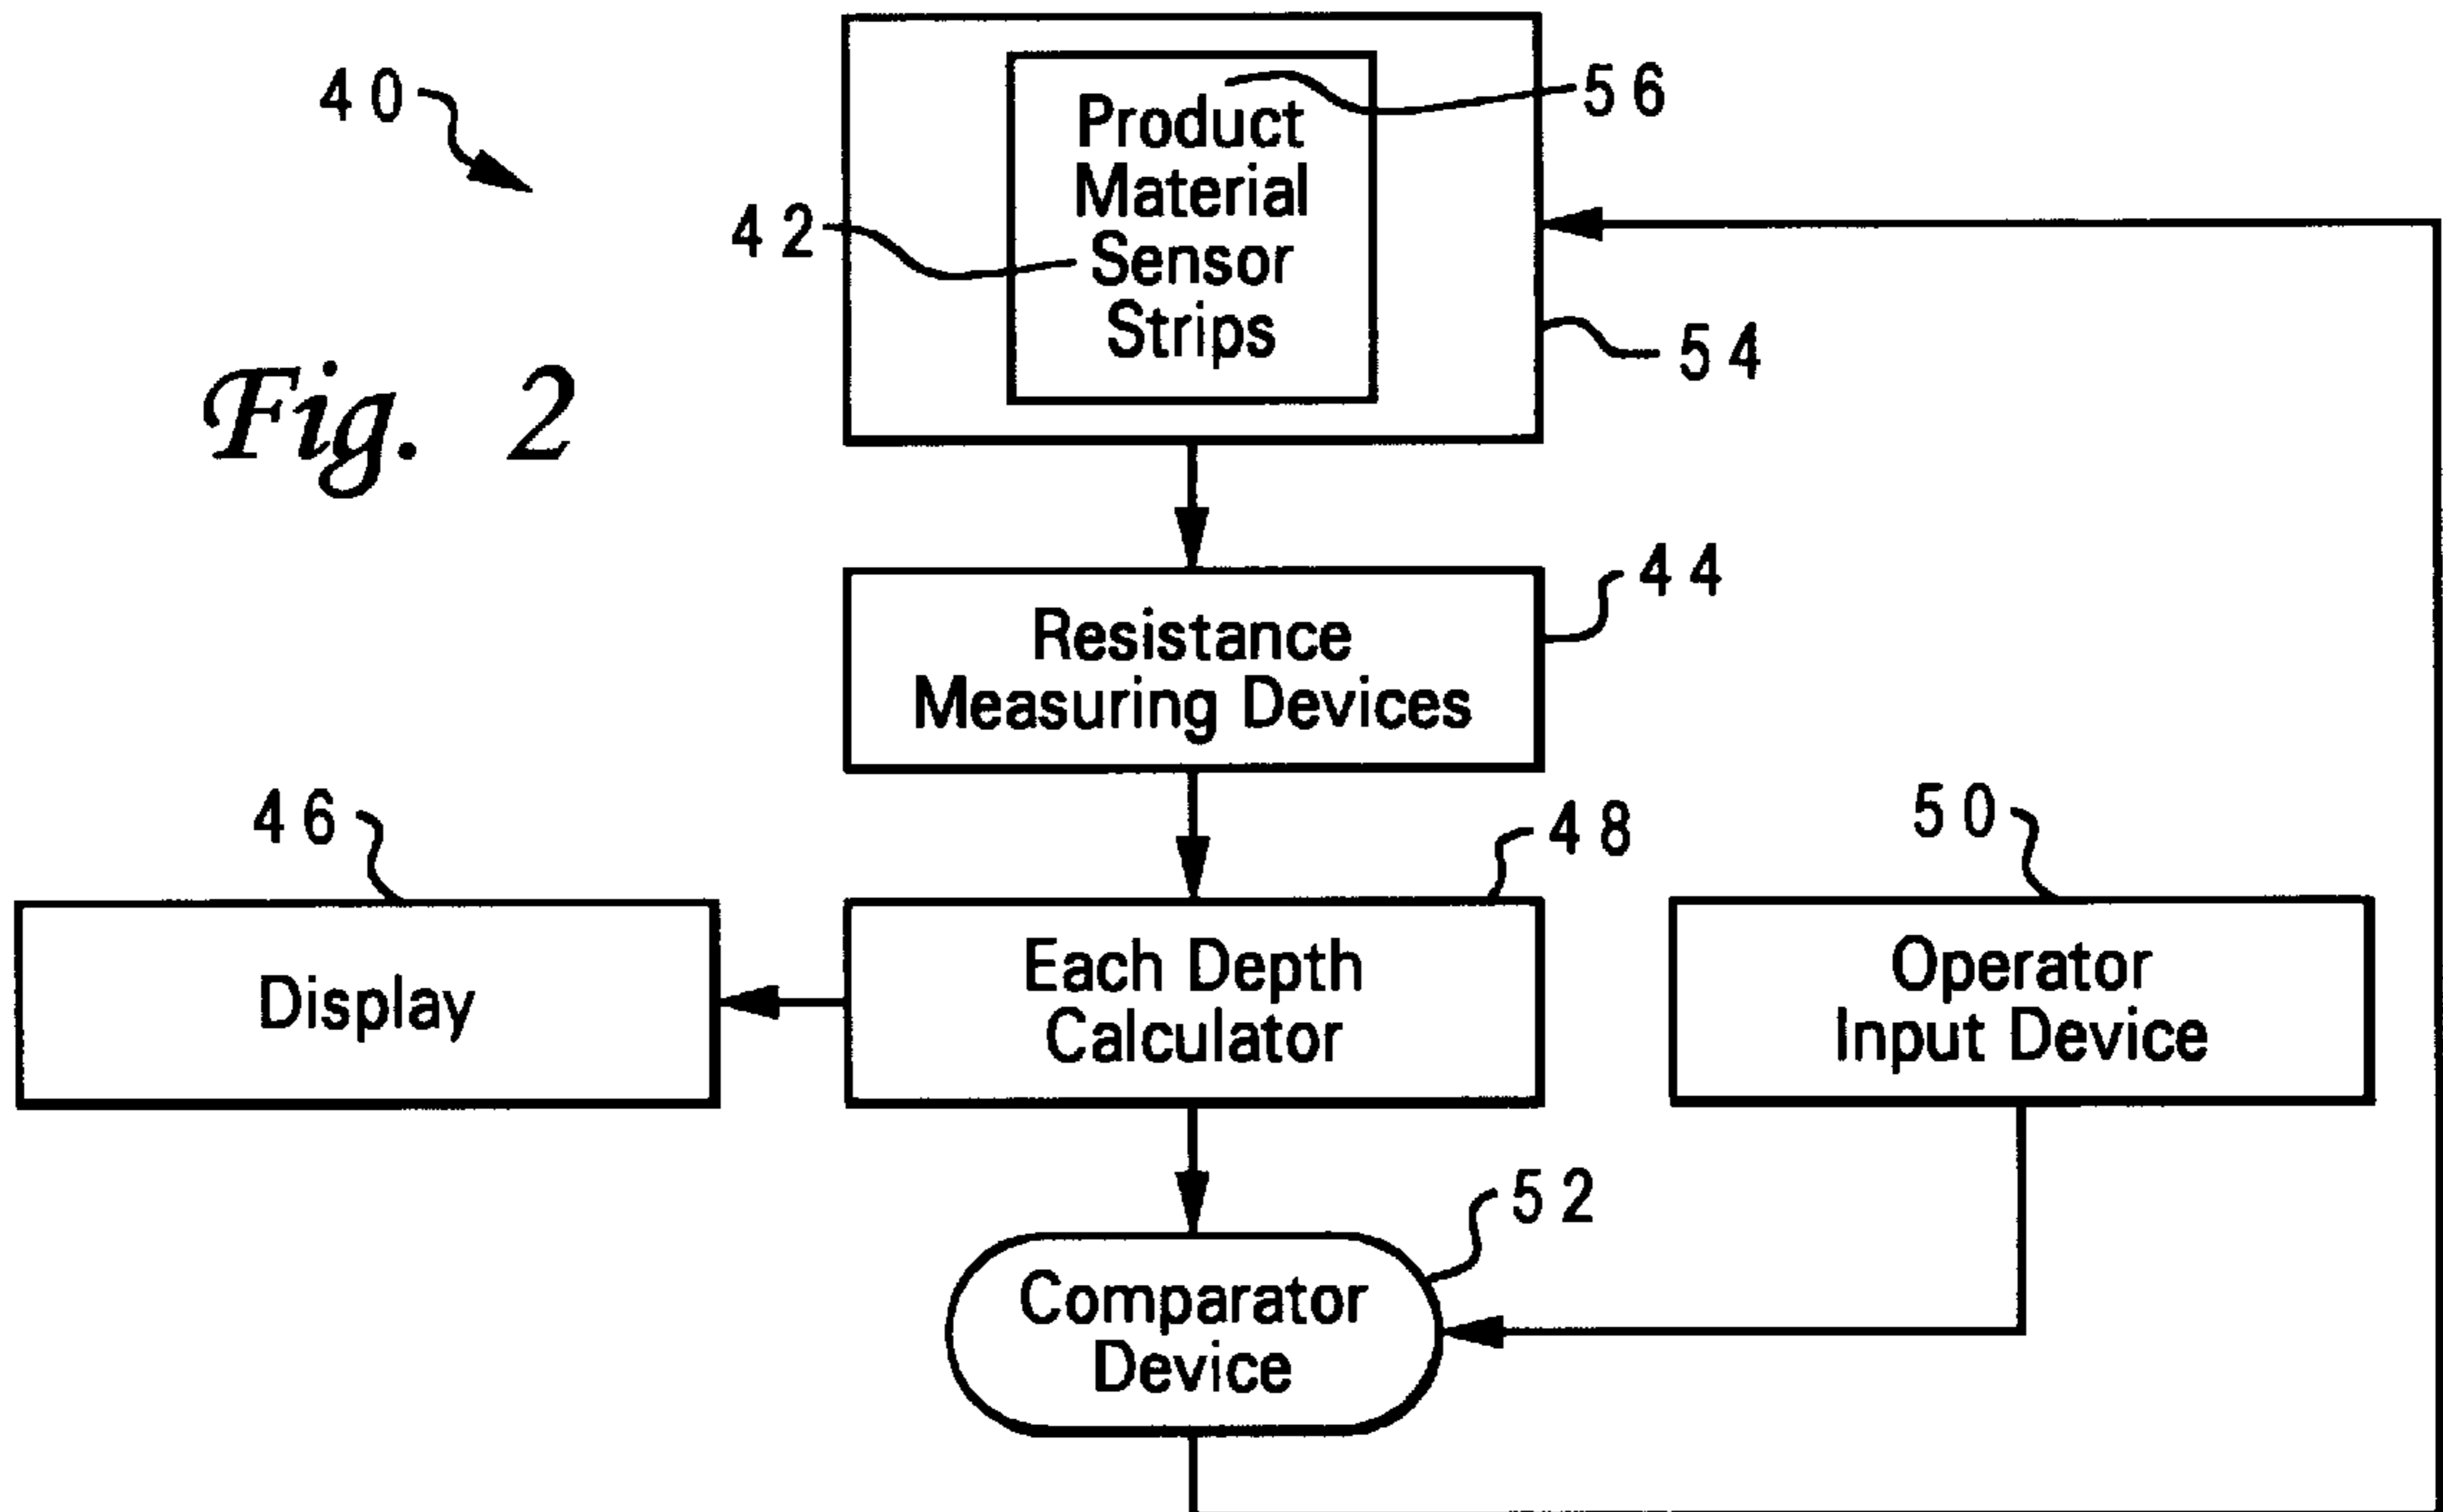 40
56
Product
Material
42
Sensor
Strips
54
Fig. 2
44
Resistance
Measuring Devices
46
48
50
Display
Each Depth
Calculator
Operator
Input Device
52
Comparator
Device